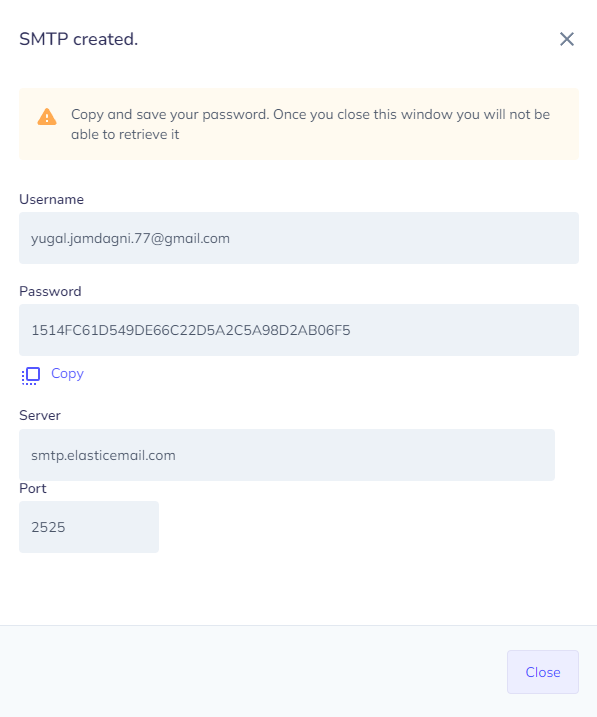 SMTP created.
Copy and save your password. Once you close this window you will not be
able to retrieve it
Username
yugal.jamdagni.77@gmail.com
Password
1514FC61D549DE66C22D5A2C5A98D2AB06F5
Copy
Server
smtp.elasticemail.com
Port
2525
Close